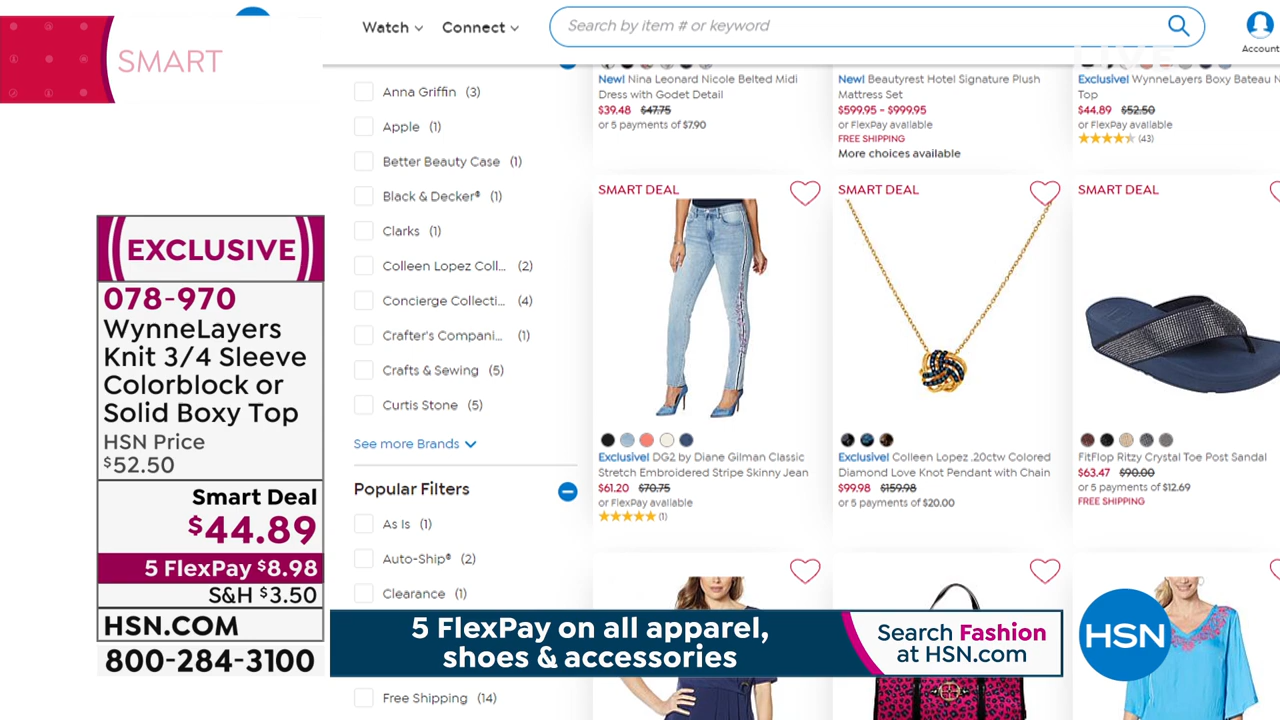 Watch
Connect
Search by item # or keyword
Account
LIVE
SMART
Anna Griffin (3)
Apple (1)
Better Beauty Case (1)
Black & Decker® (1)
Clarks (1)
Colleen Lopez Coll... (2)
Concierge Collecti... (4)
Crafter's Compani... (1)
Crafts & Sewing (5)
Curtis Stone (5)
See more Brands
Popular Filters
As Is (1)
Auto-Ship® (2)
Clearance (1)
Free Shipping (14)
New! Nina Leonard Nicole Belted Midi
Dress with Godet Detail
$39.48 $47.75
or 5 payments of $7.90
New! Beautyrest Hotel Signature Plush
Mattress Set
$599.95 - $999.95
or FlexPay available
FREE SHIPPING
More choices available
Exclusive! WynneLayers Boxy Bateau N
Top
$44.89 $52.50
or FlexPay available
(43)
SMART DEAL
Exclusive! DG2 by Diane Gilman Classic
Stretch Embroidered Stripe Skinny Jean
$61.20 $70.75
or FlexPay available
(1)
SMART DEAL
Exclusive! Colleen Lopez .20ctw Colored
Diamond Love Knot Pendant with Chain
$99.98 $159.98
or 5 payments of $20.00
SMART DEAL
FitFlop Ritzy Crystal Toe Post Sandal
$63.47 $90.00
or 5 payments of $12.69
FREE SHIPPING
EXCLUSIVE
078-970
WynneLayers
Knit 3/4 Sleeve
Colorblock or
Solid Boxy Top
HSN Price
$52.50
Smart Deal
$44.89
5 FlexPay $8.98
S&H $3.50
HSN.COM
800-284-3100
5 FlexPay on all apparel,
shoes & accessories
Search Fashion
at HSN.com
HSN